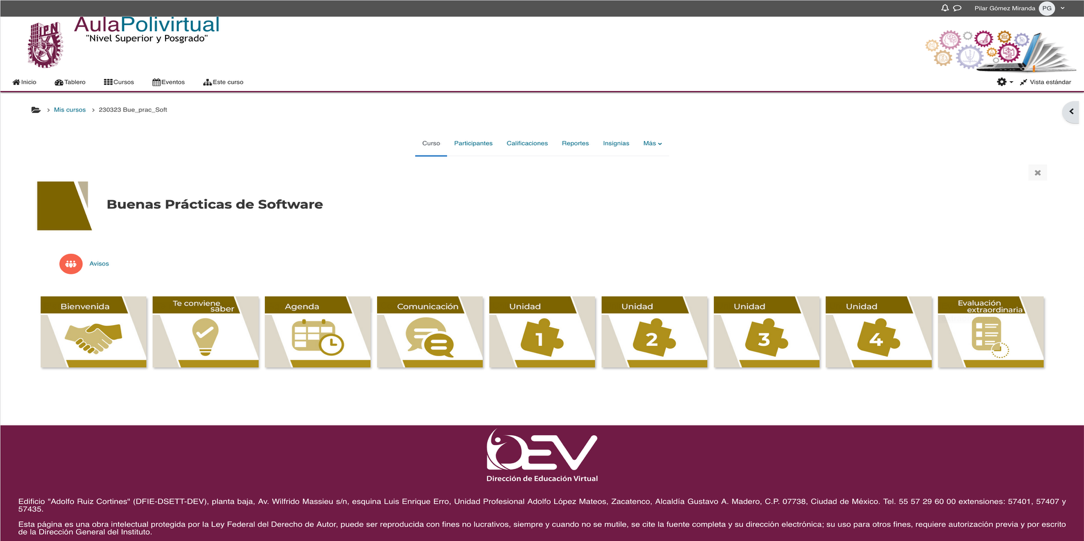 Pilar Gómez Miranda PG
IPN
AulaPolivirtual
"Nivel Superior y Posgrado"
Inicio Tablero Cursos Eventos Este curso Vista estándar
Mis cursos 230323 Bue_prac_Soft
Curso Participantes Calificaciones Reportes Insignias Más
Buenas Prácticas de Software
Avisos
Bienvenida
Te conviene
saber
Agenda
Comunicación
Unidad
1
Unidad
2
Unidad
3
Unidad
4
Evaluación
extraordinaria
DEV
Dirección de Educación Virtual
Edificio "Adolfo Ruiz Cortines" (DFIE-DSETT-DEV), planta baja, Av. Wilfrido Massieu s/n, esquina Luis Enrique Erro, Unidad Profesional Adolfo López Mateos, Zacatenco, Alcaldía Gustavo A. Madero, C.P. 07738, Ciudad de México. Tel. 55 57 29 60 00 extensiones: 57401, 57407 y
57435.
Esta página es una obra intelectual protegida por la Ley Federal del Derecho de Autor, puede ser reproducida con fines no lucrativos, siempre y cuando no se mutile, se cite la fuente completa y su dirección electrónica; su uso para otros fines, requiere autorización previa y por escrito
de la Dirección General del Instituto.